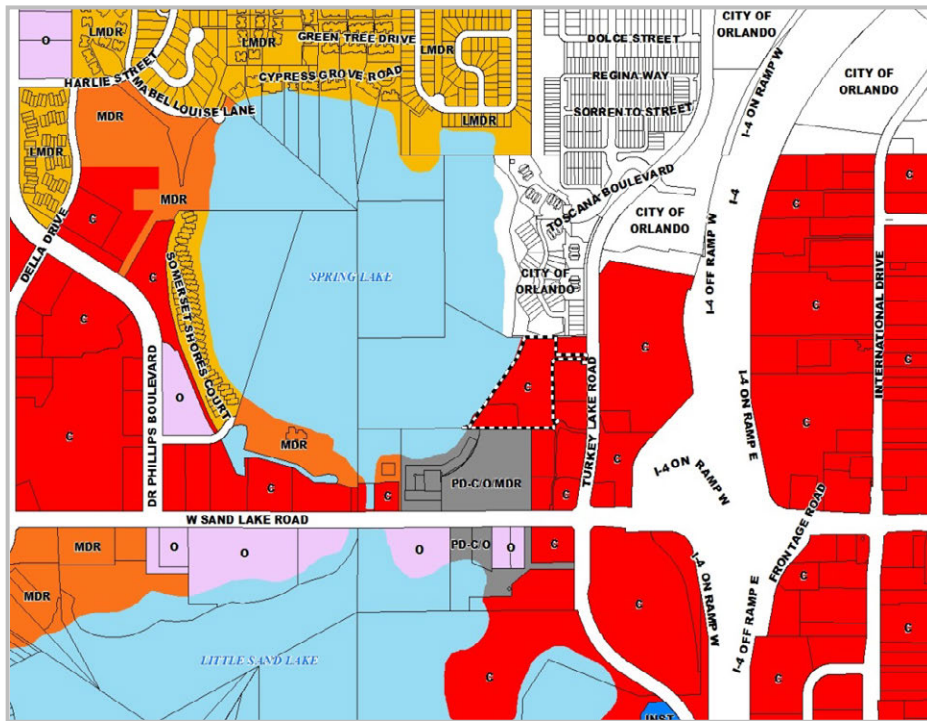 O
LMDR
GREEN TREE DRIVE
LMDR
LMDR
DOLCE STREET
CITY OF
ORLANDO
HARLIE STREET
MABEL LOUISE LANE
CYPRESS GROVE ROAD
REGINA WAY
CITY OF
ORLANDO
I-4 ON RAMP W
MDR
LMDR
SORRENTO STREET
LMDR
MDR
C
TOSCANA BOULEVARD
CITY OF
ORLANDO
I-4
C
C
DELLA DRIVE
C
SOMERSET SHORES COURT
SPRING LAKE
CITY OF
ORLANDO
I-4 OFF RAMP W
C
C
INTERNATIONAL DRIVE
C
C
C
C
O
C
C
DR PHILLIPS BOULEVARD
TURKEY LAKE ROAD
I-4 ON RAMP E
MDR
C
C
C
C
PD-C/O/MDR
C
C
I-4 ON RAMP W
W SAND LAKE ROAD
FRONTAGE ROAD
MDR
O
O
O
PD-C/O
O
C
I-4 ON RAMP W
C
C
MDR
C
I-4 OFF RAMP E
C
LITTLE SAND LAKE
C
C
INST